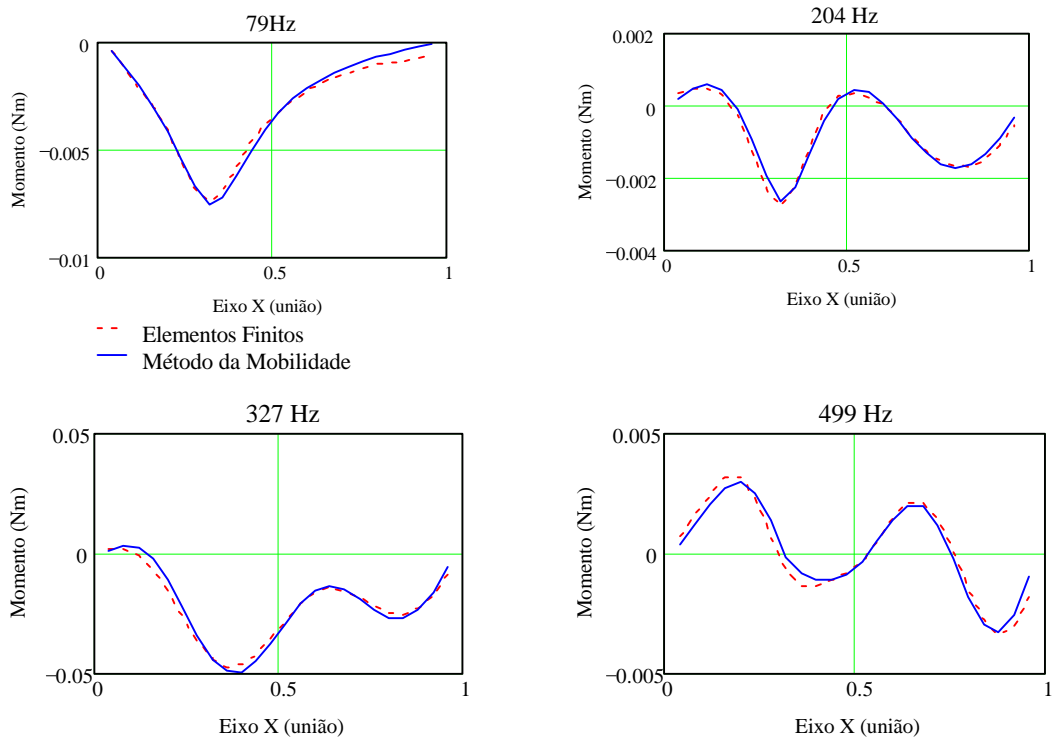 79Hz
0
−0.005
−0.01
0
0.5
1
Momento (Nm)
Eixo X (união)
204 Hz
0.002
0
−0.002
−0.004
0
0.5
1
Momento (Nm)
Eixo X (união)
Elementos Finitos
Método da Mobilidade
327 Hz
0.05
0
−0.05
0
0.5
1
Momento (Nm)
Eixo X (união)
499 Hz
0.005
0
−0.005
0
0.5
1
Momento (Nm)
Eixo X (união)